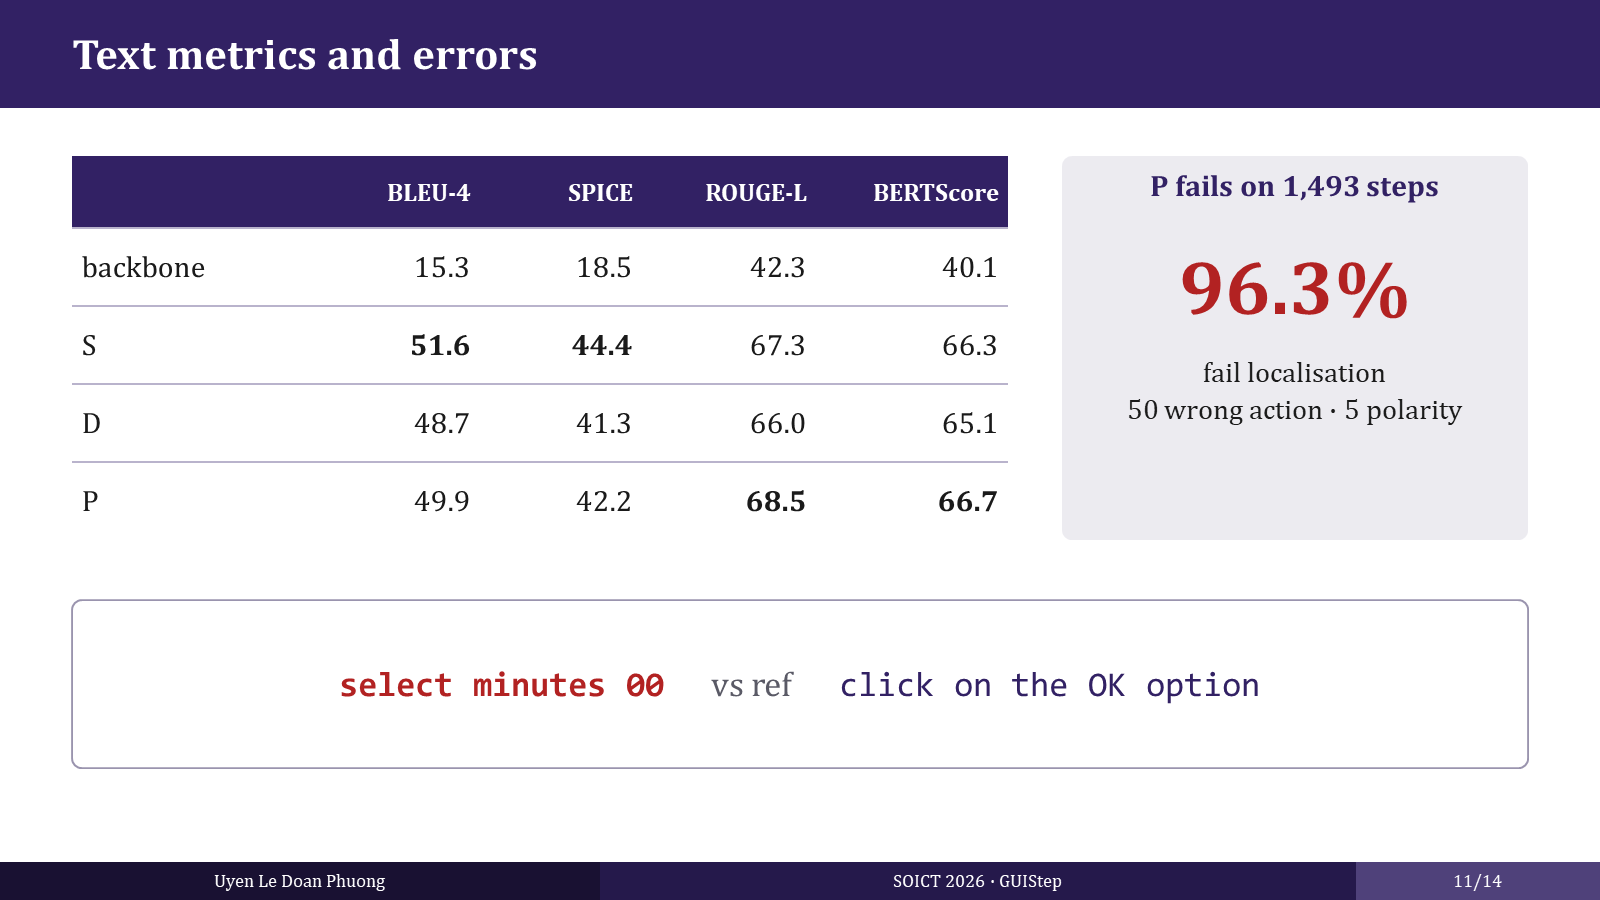 Text metrics and errors
BLEU-4 SPICE ROUGE-L BERTScore
backbone 15.3 18.5 42.3 40.1
S 51.6 44.4 67.3 66.3
D 48.7 41.3 66.0 65.1
P 49.9 42.2 68.5 66.7
P fails on 1,493 steps
96.3%
fail localisation
50 wrong action · 5 polarity
select minutes 00 vs ref click on the OK option
Uyen Le Doan Phuong SOICT 2026 · GUIStep 11/14